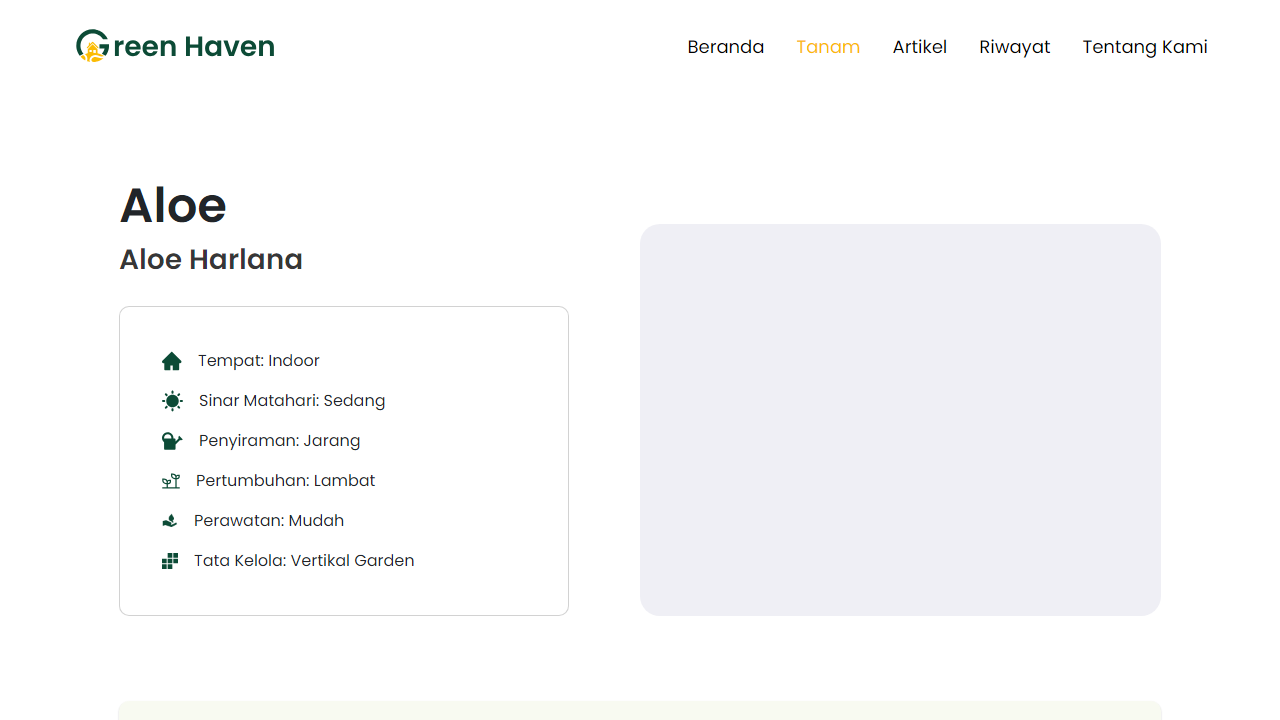 Green Haven
Beranda Tanam Artikel Riwayat Tentang Kami
Aloe
Aloe Harlana
Tempat: Indoor
Sinar Matahari: Sedang
Penyiraman: Jarang
Pertumbuhan: Lambat
Perawatan: Mudah
Tata Kelola: Vertikal Garden